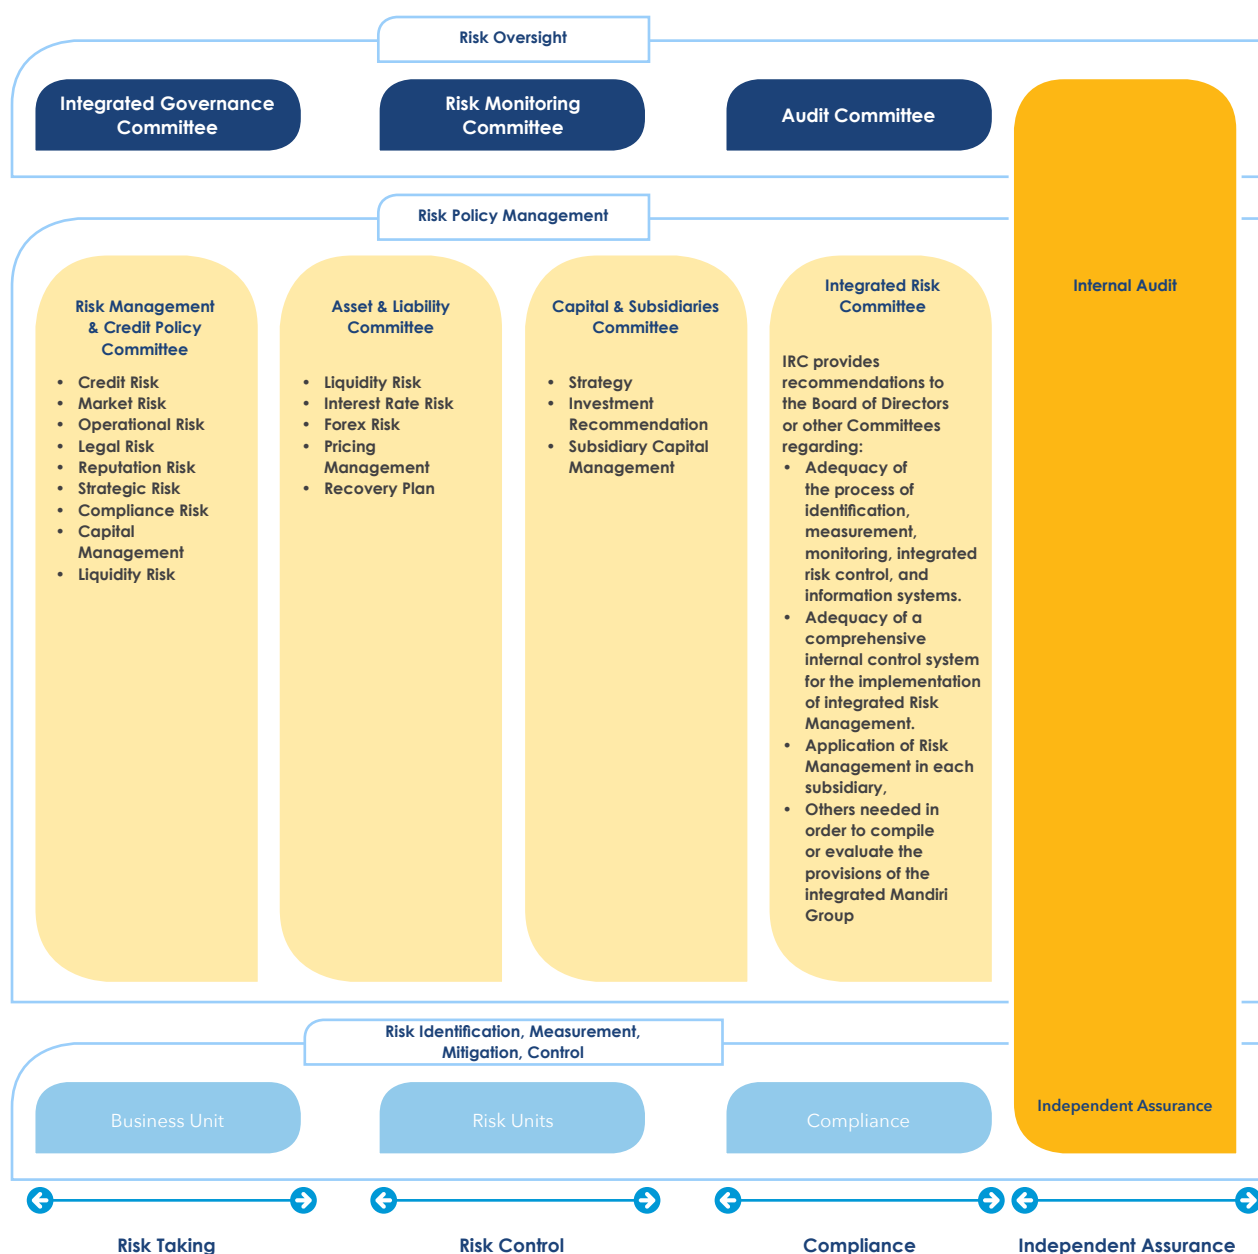 Risk Oversight
Integrated Governance
Committee
Risk Monitoring
Committee
Audit Committee
Risk Policy Management
Risk Management
& Credit Policy
Committee
• Credit Risk
• Market Risk
• Operational Risk
• Legal Risk
• Reputation Risk
• Strategic Risk
• Compliance Risk
• Capital
Management
• Liquidity Risk
Asset & Liability
Committee
• Liquidity Risk
• Interest Rate Risk
• Forex Risk
• Pricing
Management
• Recovery Plan
Capital & Subsidiaries
Committee
• Strategy
• Investment
Recommendation
• Subsidiary Capital
Management
Integrated Risk
Committee
IRC provides
recommendations to
the Board of Directors
or other Committees
regarding:
• Adequacy of
the process of
identification,
measurement,
monitoring, integrated
risk control, and
information systems.
• Adequacy of a
comprehensive
internal control system
for the implementation
of integrated Risk
Management.
• Application of Risk
Management in each
subsidiary,
• Others needed in
order to compile
or evaluate the
provisions of the
integrated Mandiri
Group
Internal Audit
Risk Identification, Measurement,
Mitigation, Control
Business Unit
Risk Units
Compliance
Independent Assurance
Risk Taking
Risk Control
Compliance
Independent Assurance